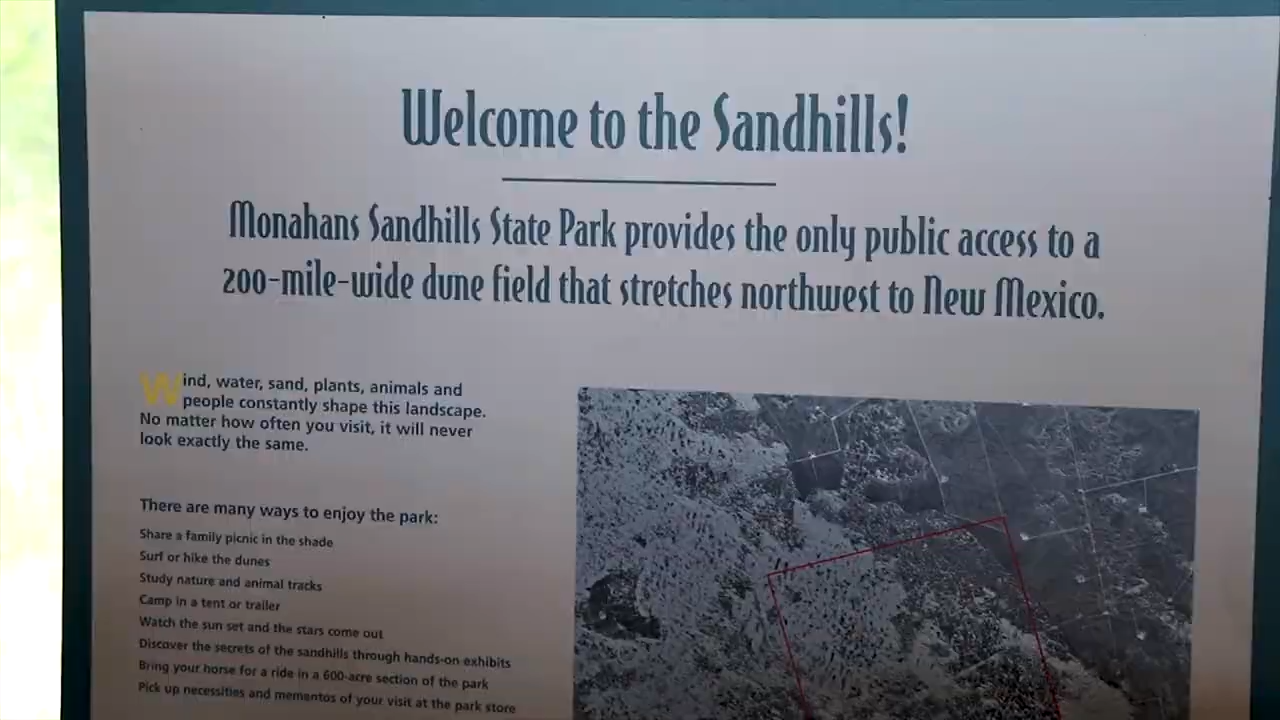 Welcome to the Sandhills!
Monahans Sandhills State Park provides the only public access to a
200-mile-wide dune field that stretches northwest to New Mexico.
Wind, water, sand, plants, animals and
people constantly shape this landscape.
No matter how often you visit, it will never
look exactly the same.
There are many ways to enjoy the park:
Share a family picnic in the shade
Surf or hike the dunes
Study nature and animal tracks
Camp in a tent or trailer
Watch the sun set and the stars come out
Discover the secrets of the sandhills through hands-on exhibits
Bring your horse for a ride in a 600-acre section of the park
Pick up necessities and mementos of your visit at the park store